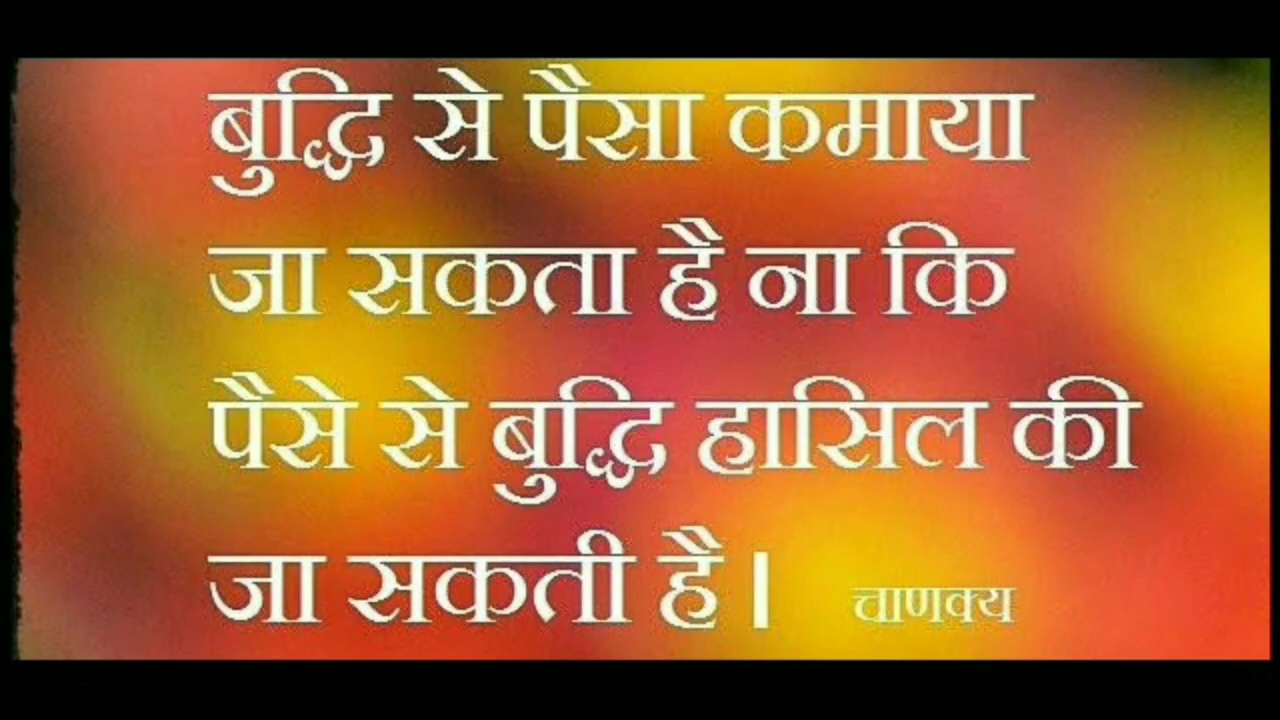 बुद्धि से पैसा कमाया
जा सकता है ना कि
पैसे से बुद्धि हासिल की
जा सकती है।
चाणक्य